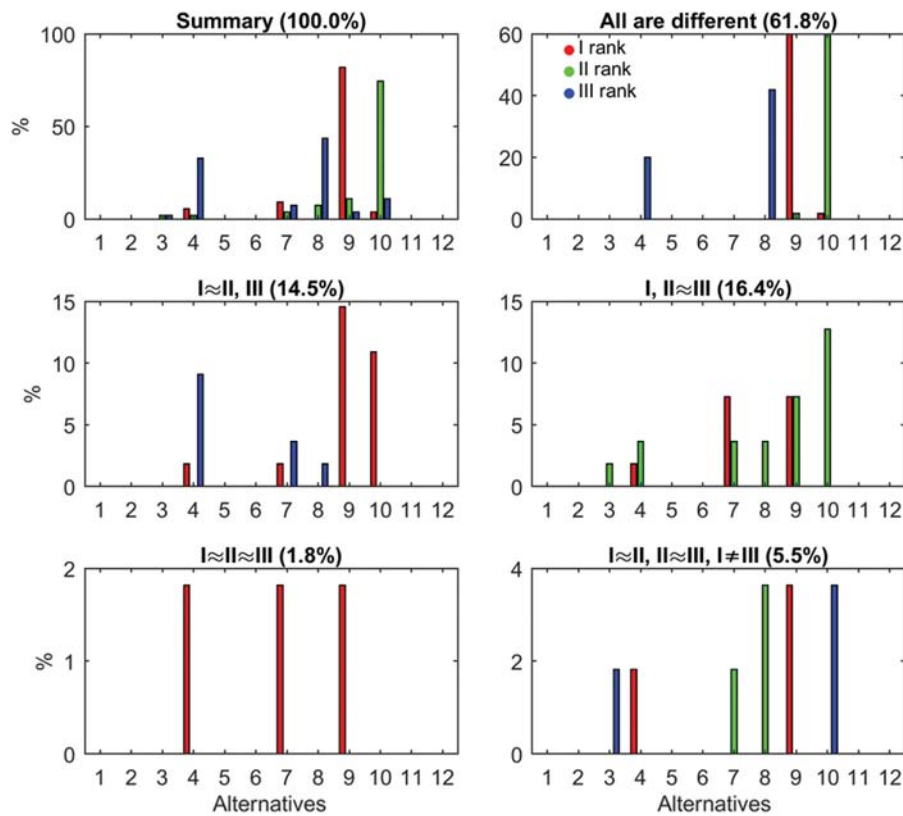 Summary (100.0%)
100
50
0
%
1 2 3 4 5 6 7 8 9 10 11 12
All are different (61.8%)
60
40
20
0
I rank
II rank
III rank
1 2 3 4 5 6 7 8 9 10 11 12
I≈II, III (14.5%)
15
10
5
0
%
1 2 3 4 5 6 7 8 9 10 11 12
I, II≈III (16.4%)
15
10
5
0
1 2 3 4 5 6 7 8 9 10 11 12
I≈II≈III (1.8%)
2
1
0
%
1 2 3 4 5 6 7 8 9 10 11 12
Alternatives
I≈II, II≈III, I≠III (5.5%)
4
2
0
1 2 3 4 5 6 7 8 9 10 11 12
Alternatives